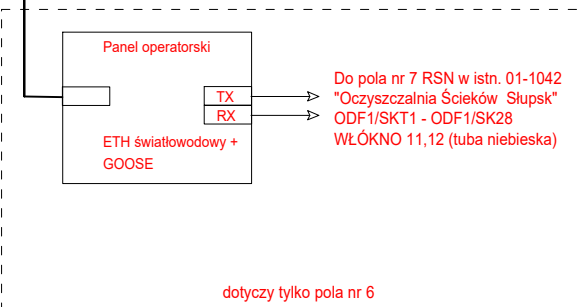 Panel operatorski
TX
RX
ETH światłowodowy +
GOOSE
Do pola nr 7 RSN w istn. 01-1042
"Oczyszczalnia Ścieków Słupsk"
ODF1/SKT1 - ODF1/SK28
WŁÓKNO 11,12 (tuba niebieska)
dotyczy tylko pola nr 6